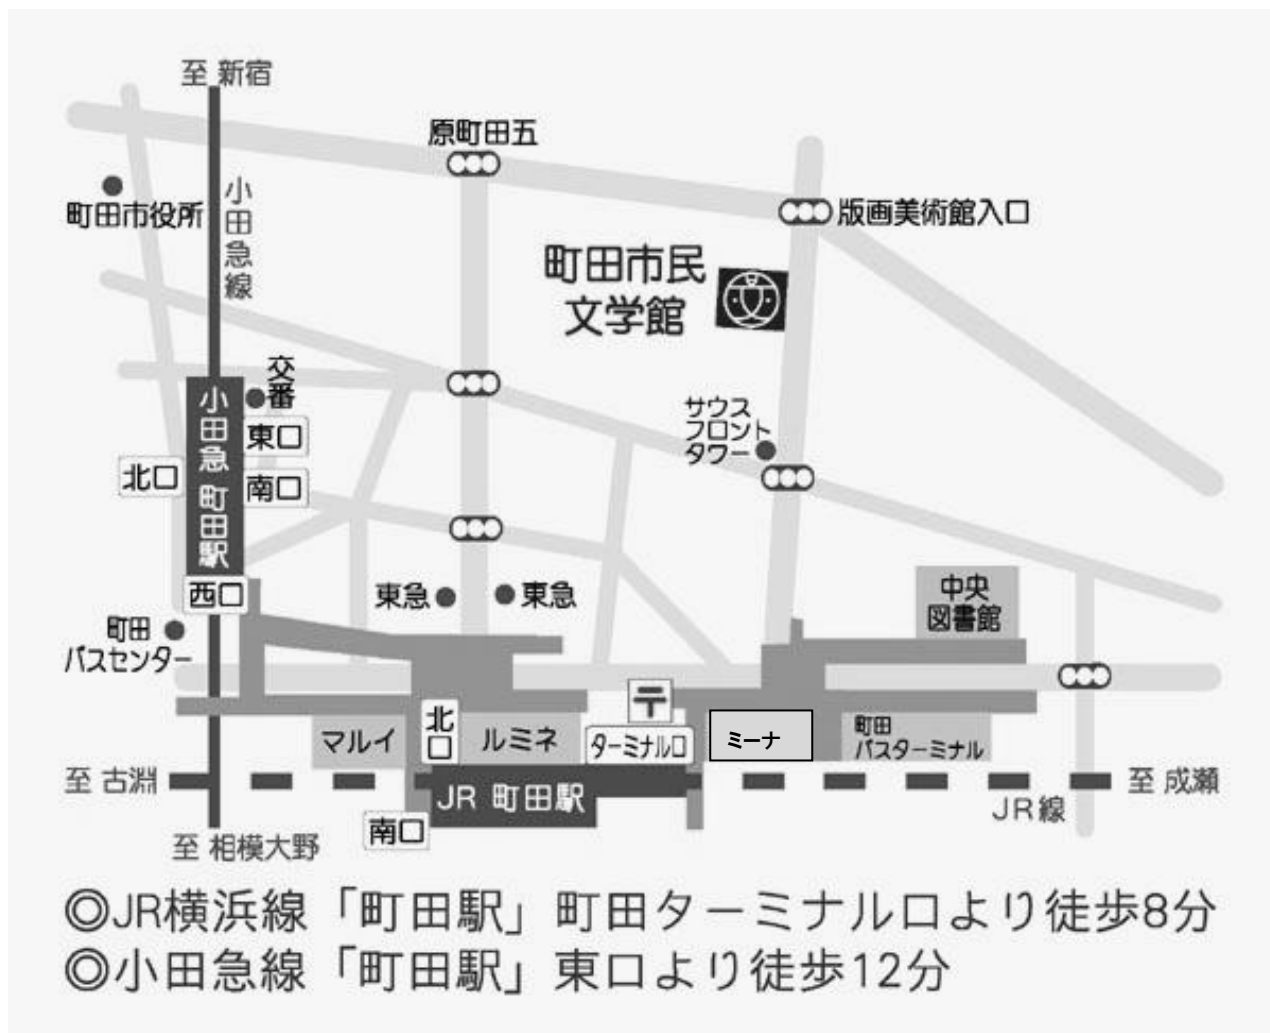 至 新宿
原町田五
小田急線
町田市役所
版画美術館入口
町田市民
文学館
交番
小田急 町田駅
東口
サウス
フロント
タワー
北口
南口
西口
東急
東急
中央
図書館
町田
バスセンター
〒
マルイ
北口
ルミネ
ターミナル口
ミーナ
町田
バスターミナル
至 古淵
JR 町田駅
至 成瀬
JR線
南口
至 相模大野
◎JR横浜線「町田駅」町田ターミナル口より徒歩8分
◎小田急線「町田駅」東口より徒歩12分